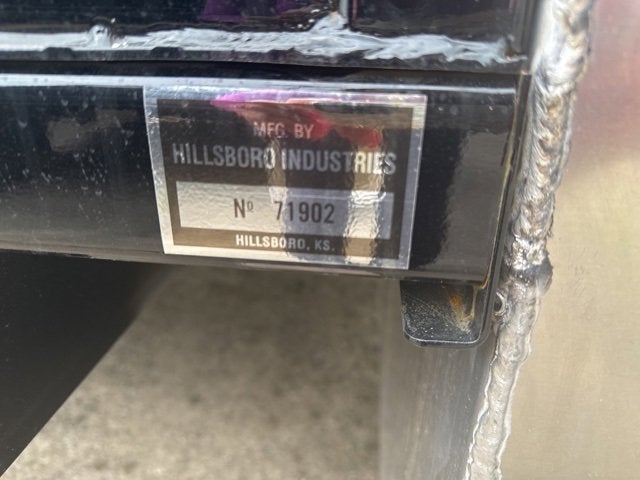 MFG. BY
HILLSBORO INDUSTRIES
Nº 71902
HILLSBORO, KS.